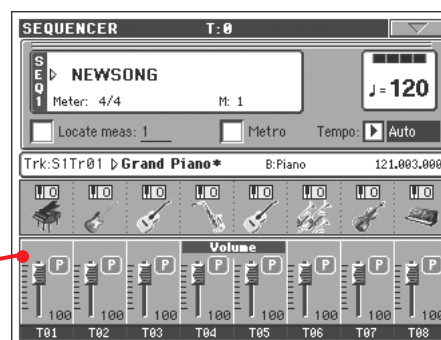 SEQUENCER T:0
SEQ1
NEWSONG
Meter: 4/4 M: 1
♩=120
Locate meas: 1 Metro Tempo: Auto
Trk:S1Tr01 Grand Piano* B:Piano 121.003.000
Volume
P P P P P P P P
100 100 100 100 100 100 100 100
T01 T02 T03 T04 T05 T06 T07 T08